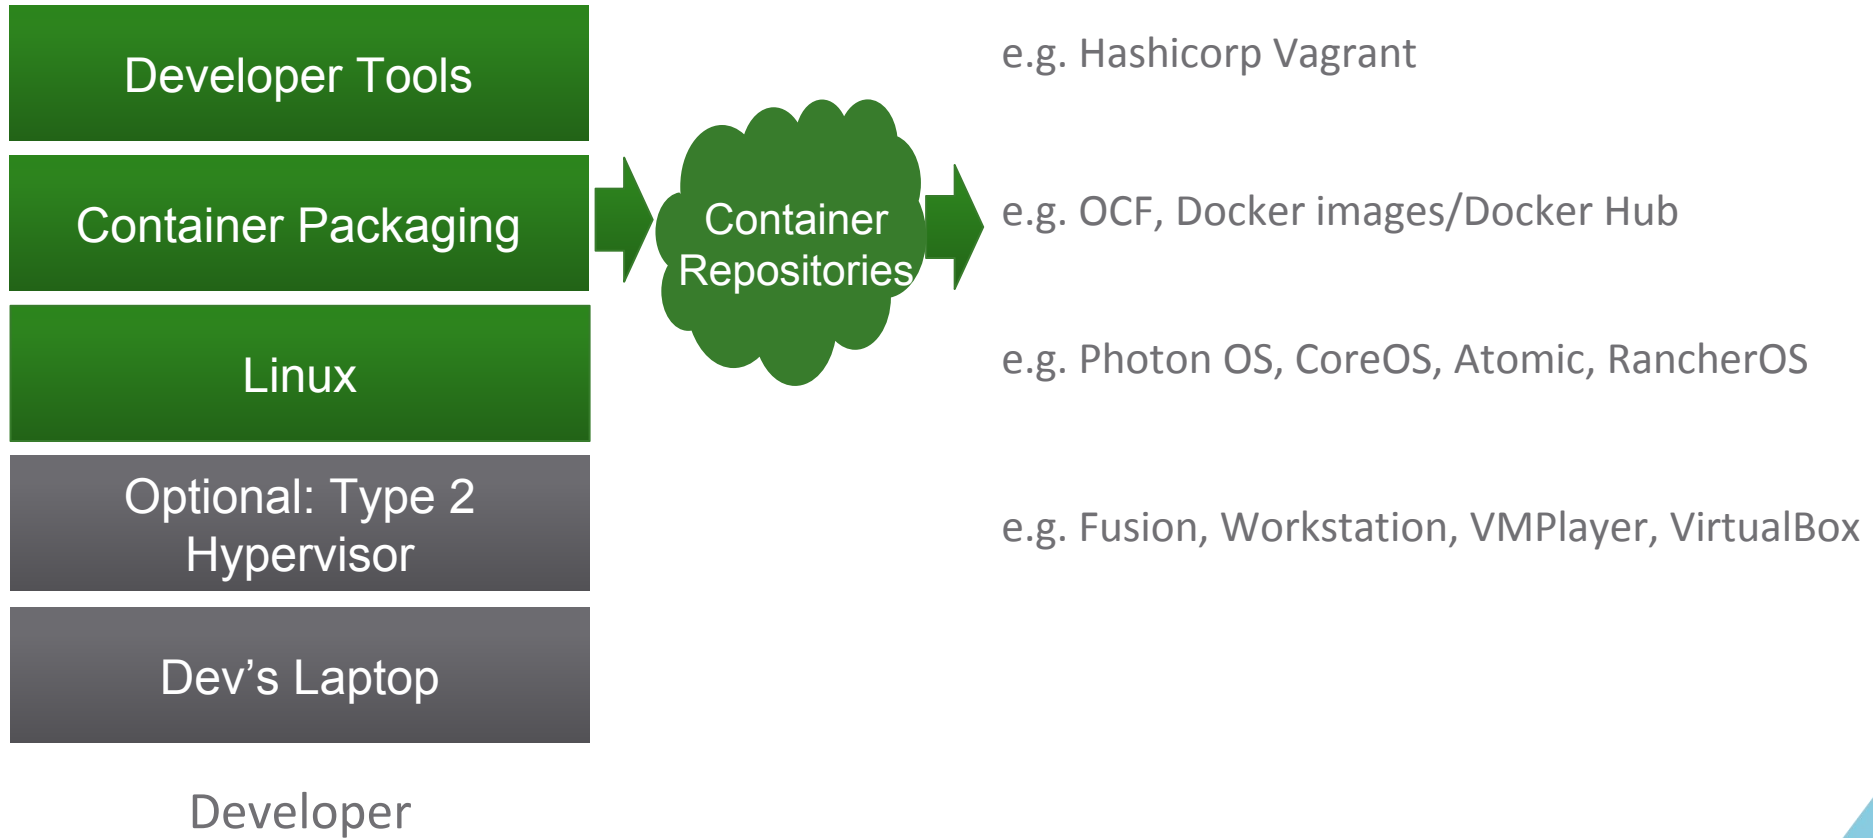 Developer Tools
e.g. Hashicorp Vagrant
Container Packaging
Container
Repositories
e.g. OCF, Docker images/Docker Hub
Linux
e.g. Photon OS, CoreOS, Atomic, RancherOS
Optional: Type 2
Hypervisor
e.g. Fusion, Workstation, VMPlayer, VirtualBox
Dev’s Laptop
Developer